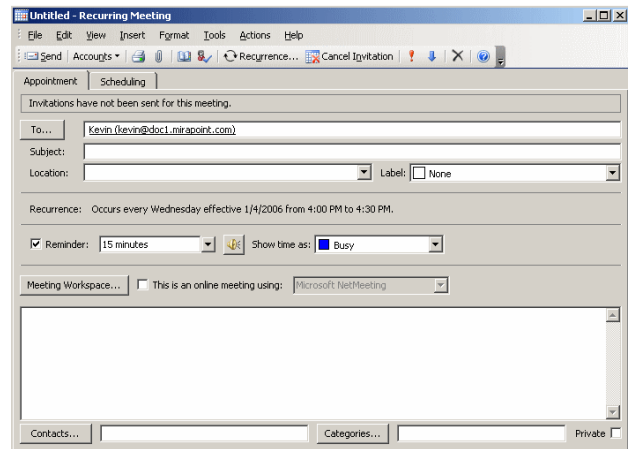 Untitled - Recurring Meeting
File Edit View Insert Format Tools Actions Help
Send Accounts Recurrence... Cancel Invitation
Appointment Scheduling
Invitations have not been sent for this meeting.
To... Kevin (kevin@doc1.mirapoint.com)
Subject:
Location: Label: None
Recurrence: Occurs every Wednesday effective 1/4/2006 from 4:00 PM to 4:30 PM.
Reminder: 15 minutes Show time as: Busy
Meeting Workspace... This is an online meeting using: Microsoft NetMeeting
Contacts... Categories... Private